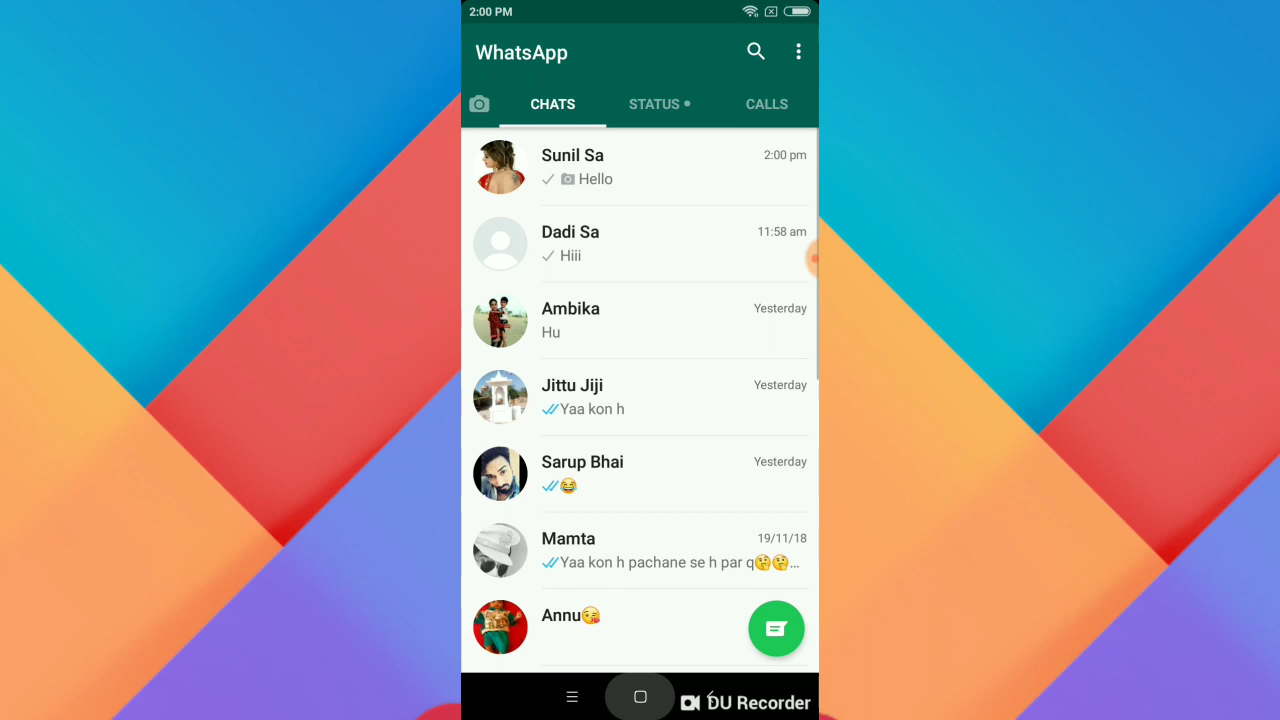 2:00 PM
WhatsApp
CHATS
STATUS
CALLS
Sunil Sa
2:00 pm
Hello
Dadi Sa
11:58 am
Hiii
Ambika
Yesterday
Hu
Jittu Jiji
Yesterday
Yaa kon h
Sarup Bhai
Yesterday
😂
Mamta
19/11/18
Yaa kon h pachane se h par q🤔🤔...
Annu😘
DU Recorder